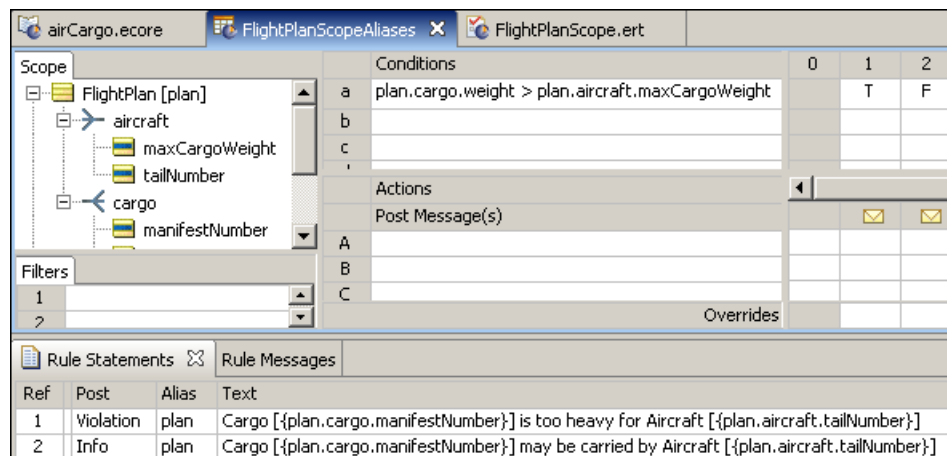 airCargo.ecore FlightPlanScopeAliases FlightPlanScope.ert
Scope
FlightPlan [plan]
aircraft
maxCargoWeight
tailNumber
cargo
manifestNumber
Filters
1
2
Conditions 0 1 2
a plan.cargo.weight > plan.aircraft.maxCargoWeight T F
b
c
Actions
Post Message(s)
A
B
C
Overrides
Rule Statements Rule Messages
Ref Post Alias Text
1 Violation plan Cargo [{plan.cargo.manifestNumber}] is too heavy for Aircraft [{plan.aircraft.tailNumber}]
2 Info plan Cargo [{plan.cargo.manifestNumber}] may be carried by Aircraft [{plan.aircraft.tailNumber}]